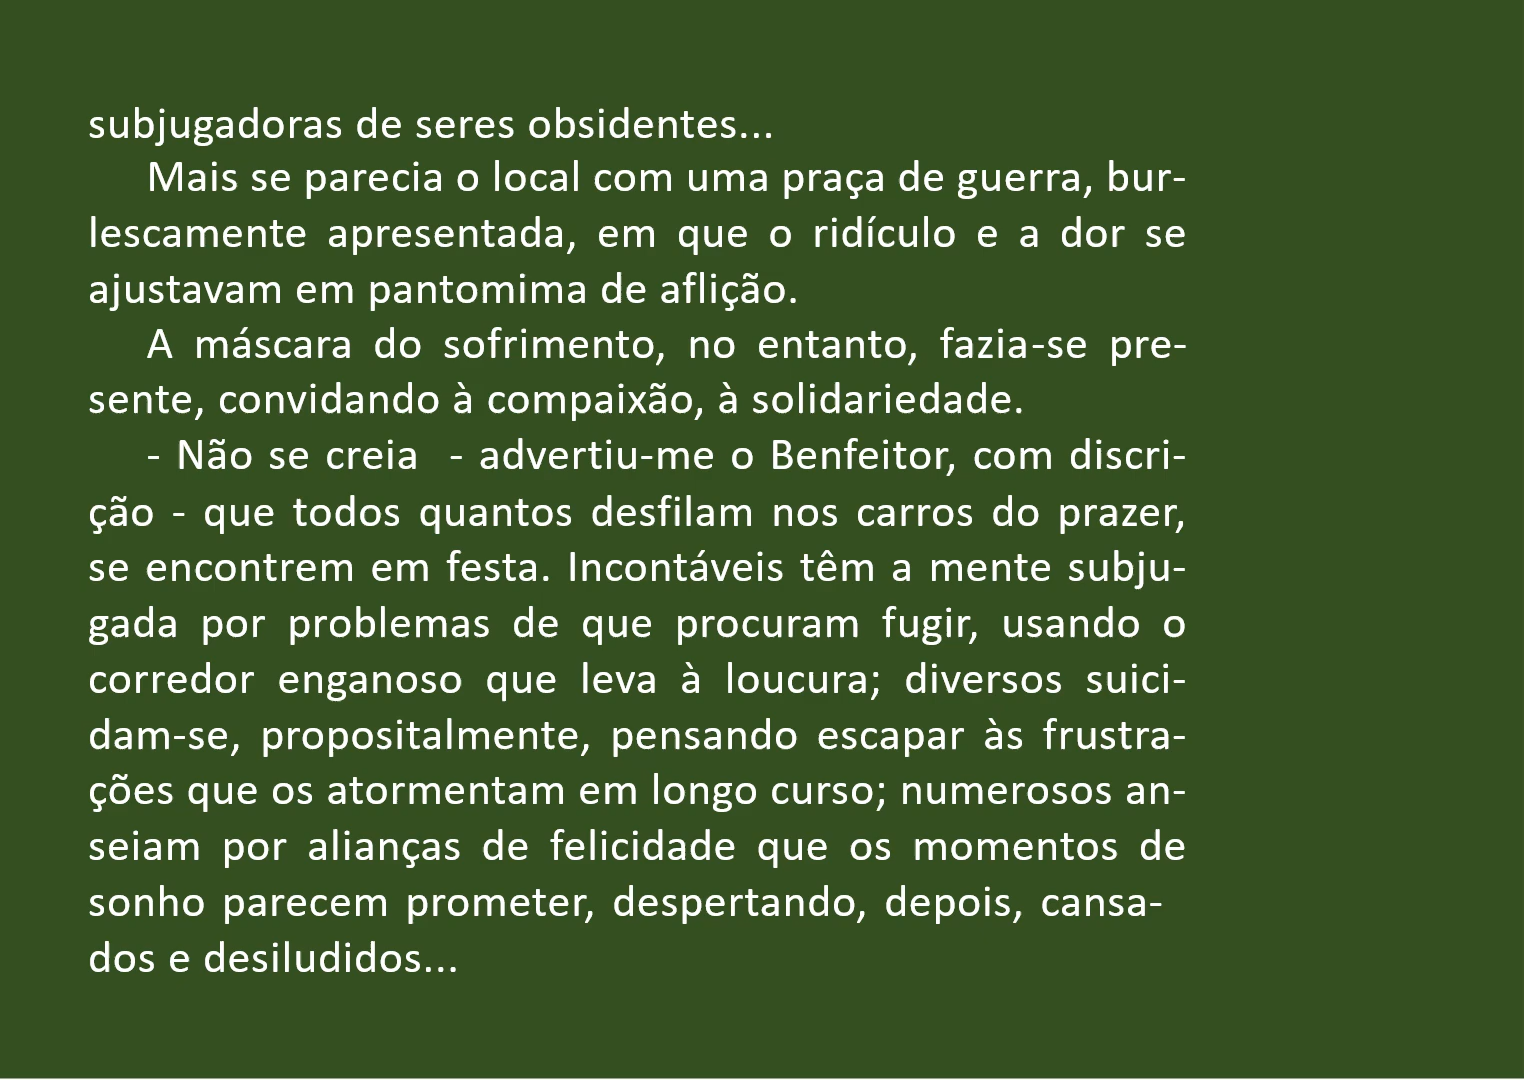 subjugadoras de seres obsidentes...
Mais se parecia o local com uma praça de guerra, bur-
lescamente apresentada, em que o ridículo e a dor se
ajustavam em pantomima de aflição.
A máscara do sofrimento, no entanto, fazia-se pre-
sente, convidando à compaixão, à solidariedade.
- Não se creia  - advertiu-me o Benfeitor, com discri-
ção - que todos quantos desfilam nos carros do prazer,
se encontrem em festa. Incontáveis têm a mente subju-
gada por problemas de que procuram fugir, usando o
corredor enganoso que leva à loucura; diversos suici-
dam-se, propositalmente, pensando escapar às frustra-
ções que os atormentam em longo curso; numerosos an-
seiam por alianças de felicidade que os momentos de
sonho parecem prometer, despertando, depois, cansa-
dos e desiludidos...